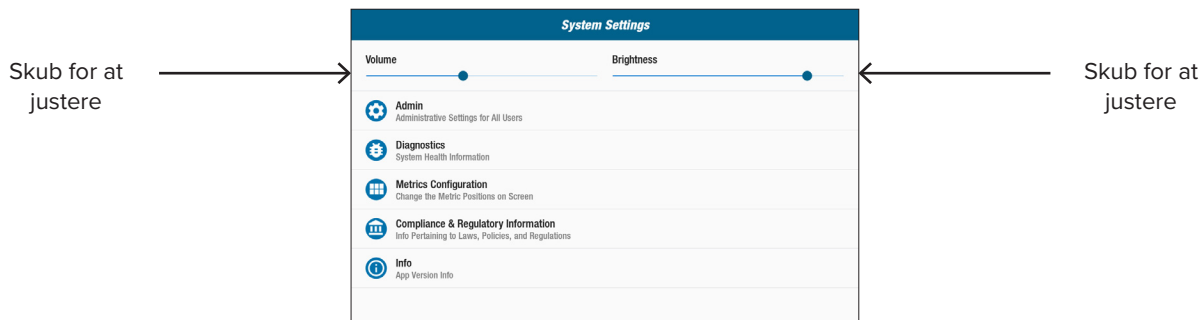 System Settings
Skub for at
justere
Volume
Brightness
Skub for at
justere
Admin
Administrative Settings for All Users
Diagnostics
System Health Information
Metrics Configuration
Change the Metric Positions on Screen
Compliance & Regulatory Information
Info Pertaining to Laws, Policies, and Regulations
Info
App Version Info